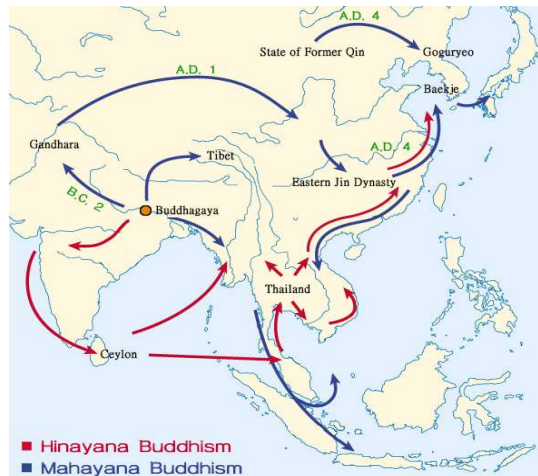 A.D. 4
State of Former Qin
Goguryeo
A.D. 1
Baekje
Gandhara
Tibet
A.D. 4
Eastern Jin Dynasty
B.C. 2
Buddhagaya
Thailand
Ceylon
Hinayana Buddhism
Mahayana Buddhism